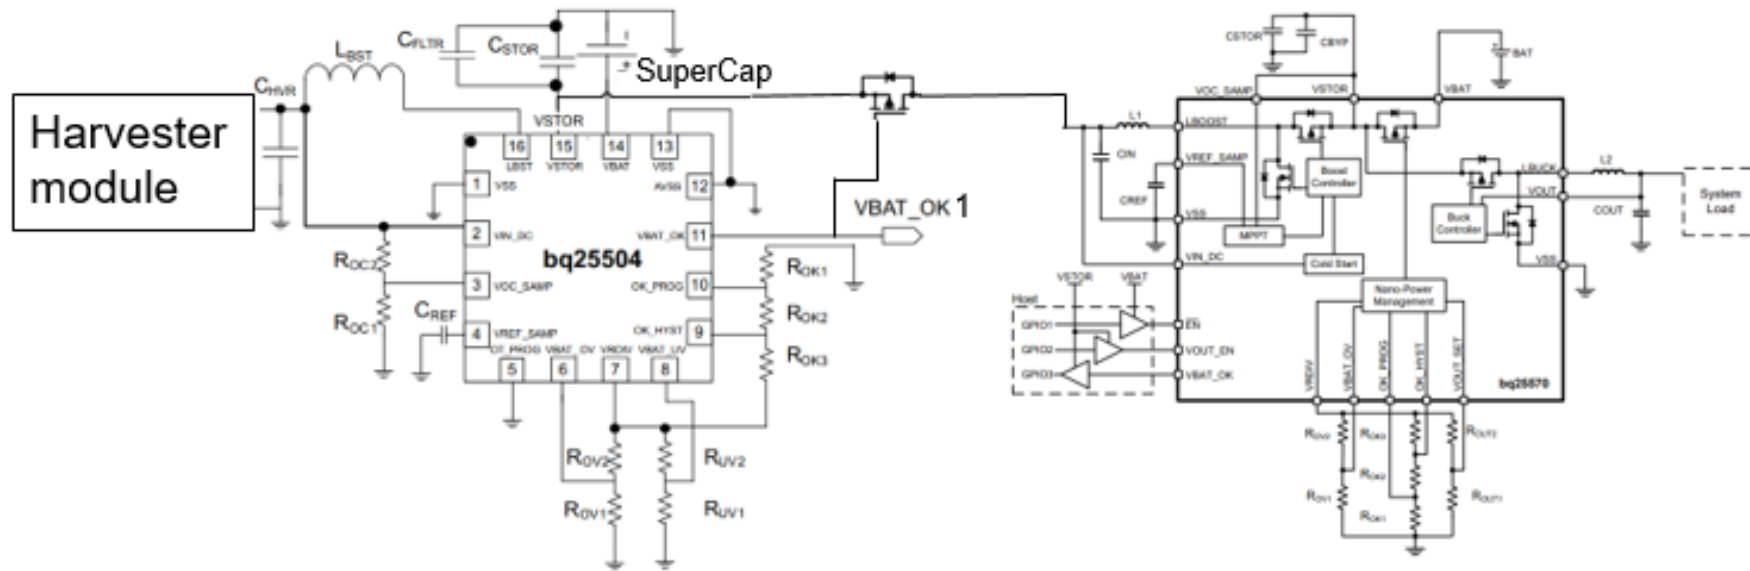 Harvester
module
CHVR
LBST
CFLTR
CSTOR
SuperCap
VSTOR
16
15
14
13
LBST
VSTOR
VBAT
VSS
1
VSS
AVSS
12
2
VIN_DC
VBAT_OK
11
VBAT_OK 1
bq25504
3
VOC_SAMP
OK_PROG
10
4
VREF_SAMP
OK_HYST
9
OT_PROG
VBAT_OV
VRDIV
VBAT_UV
5
6
7
8
ROC2
ROC1
CREF
ROK1
ROK2
ROK3
ROV2
ROV1
RUV2
RUV1
CSTOR
CBYP
BAT
VOC_SAMP
VSTOR
VBAT
L1
LBOOST
CIN
VREF_SAMP
CREF
VSS
VIN_DC
Boost
Controller
MPPT
Cold Start
Nano-Power
Management
Buck
Controller
LBUCK
L2
VOUT
COUT
VSS
System
Load
VSTOR
VBAT
Host
GPIO1
GPIO2
GPIO3
EN
VOUT_EN
VBAT_OK
VRDIV
VBAT_OV
OK_PROG
OK_HYST
VOUT_SET
bq25570
ROV2
ROK3
ROUT2
ROK2
ROV1
ROUT1
ROK1